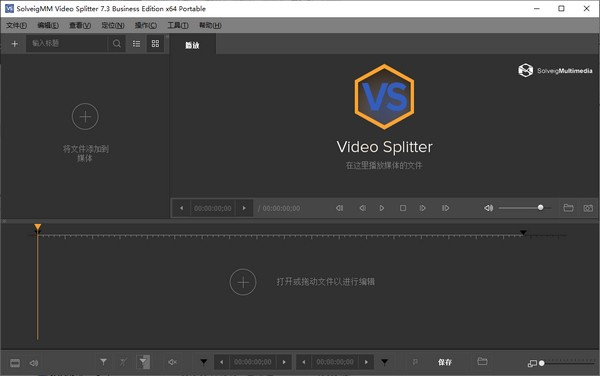 VS SolveigMM Video Splitter 7.3 Business Edition x64 Portable
文件(F) 编辑(E) 查看(V) 定位(N) 操作(C) 工具(T) 帮助(H)
输入标题
播放
SolveigMultimedia
VS
Video Splitter
在这里播放媒体的文件
将文件添加到
媒体
00:00:00;00 / 00:00:00;00
打开或拖动文件以进行编辑
00:00:00;00 00:00:00;00 保存